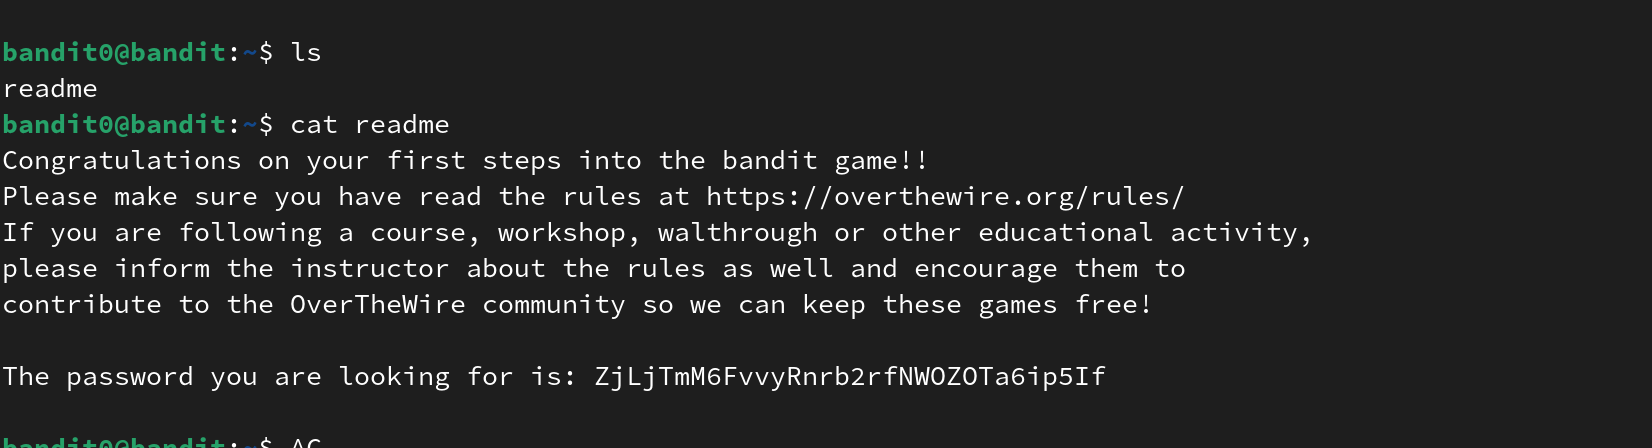 bandit0@bandit:~$ ls
readme
bandit0@bandit:~$ cat readme
Congratulations on your first steps into the bandit game!!
Please make sure you have read the rules at https://overthewire.org/rules/
If you are following a course, workshop, walthrough or other educational activity,
please inform the instructor about the rules as well and encourage them to
contribute to the OverTheWire community so we can keep these games free!

The password you are looking for is: ZjLjTmM6FvvyRnrb2rfNWOZOTa6ip5If

bandit0@bandit:~$ ^C